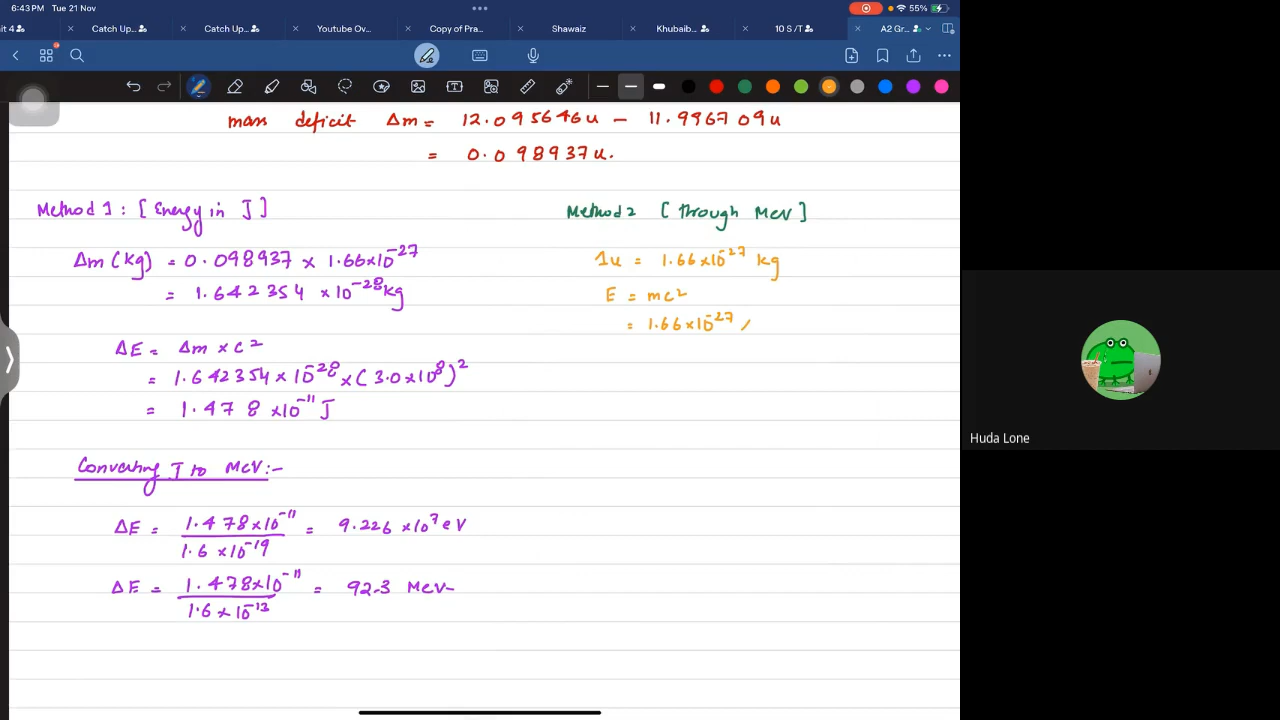 6:43 PM Tue 21 Nov
55%
it 4
Catch Up...
Catch Up...
Youtube Ov...
Copy of Pra...
Shawaiz
Khubaib...
10 S /T
A2 Gr...
mass deficit Δm = 12.095646u - 11.996709u
= 0.098937u.
Method 1: [Energy in J]
Δm (kg) = 0.098937 × 1.66×10⁻²⁷
= 1.642354 ×10⁻²⁸ kg
ΔE = Δm × c²
= 1.642354×10⁻²⁸ × (3.0×10⁸)²
= 1.478 ×10⁻¹¹ J
Converting J to MeV:-
ΔE = 1.478×10⁻¹¹ / 1.6 ×10⁻¹⁹ = 9.226 ×10⁷ eV
ΔE = 1.478×10⁻¹¹ / 1.6 × 10⁻¹³ = 92.3 MeV-
Method 2 [through MeV]
1u = 1.66×10⁻²⁷ kg
E = mc²
= 1.66×10⁻²⁷ /
Huda Lone